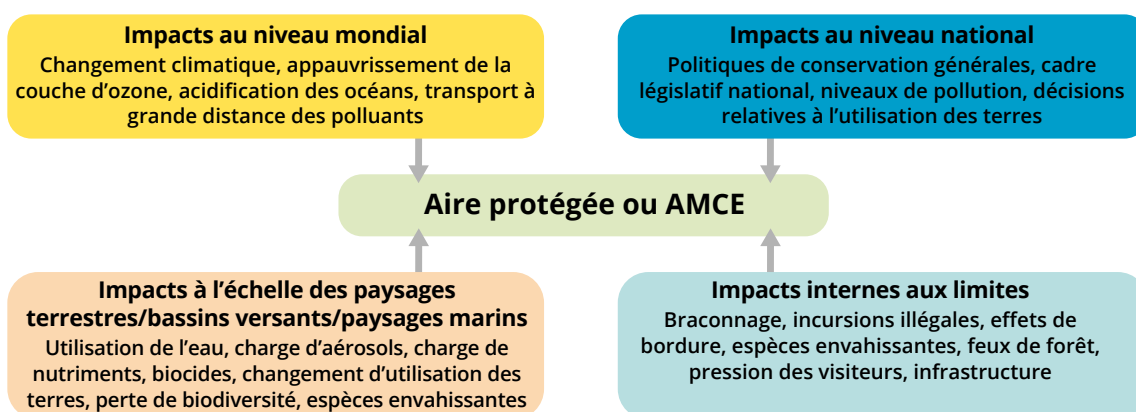 Impacts au niveau mondial
Changement climatique, appauvrissement de la
couche d’ozone, acidification des océans, transport à
grande distance des polluants
Impacts au niveau national
Politiques de conservation générales, cadre
législatif national, niveaux de pollution, décisions
relatives à l’utilisation des terres
Aire protégée ou AMCE
Impacts à l’échelle des paysages
terrestres/bassins versants/paysages marins
Utilisation de l’eau, charge d’aérosols, charge de
nutriments, biocides, changement d’utilisation des
terres, perte de biodiversité, espèces envahissantes
Impacts internes aux limites
Braconnage, incursions illégales, effets de
bordure, espèces envahissantes, feux de forêt,
pression des visiteurs, infrastructure